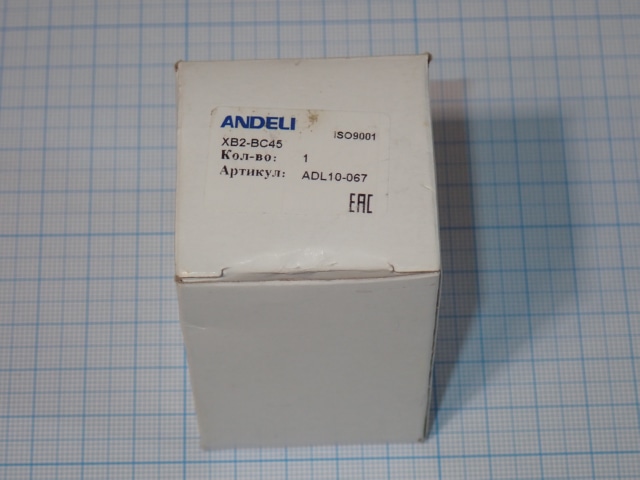 ANDELI
ISO9001
XB2-BC45
Кол-во: 1
Артикул: ADL10-067
EAC